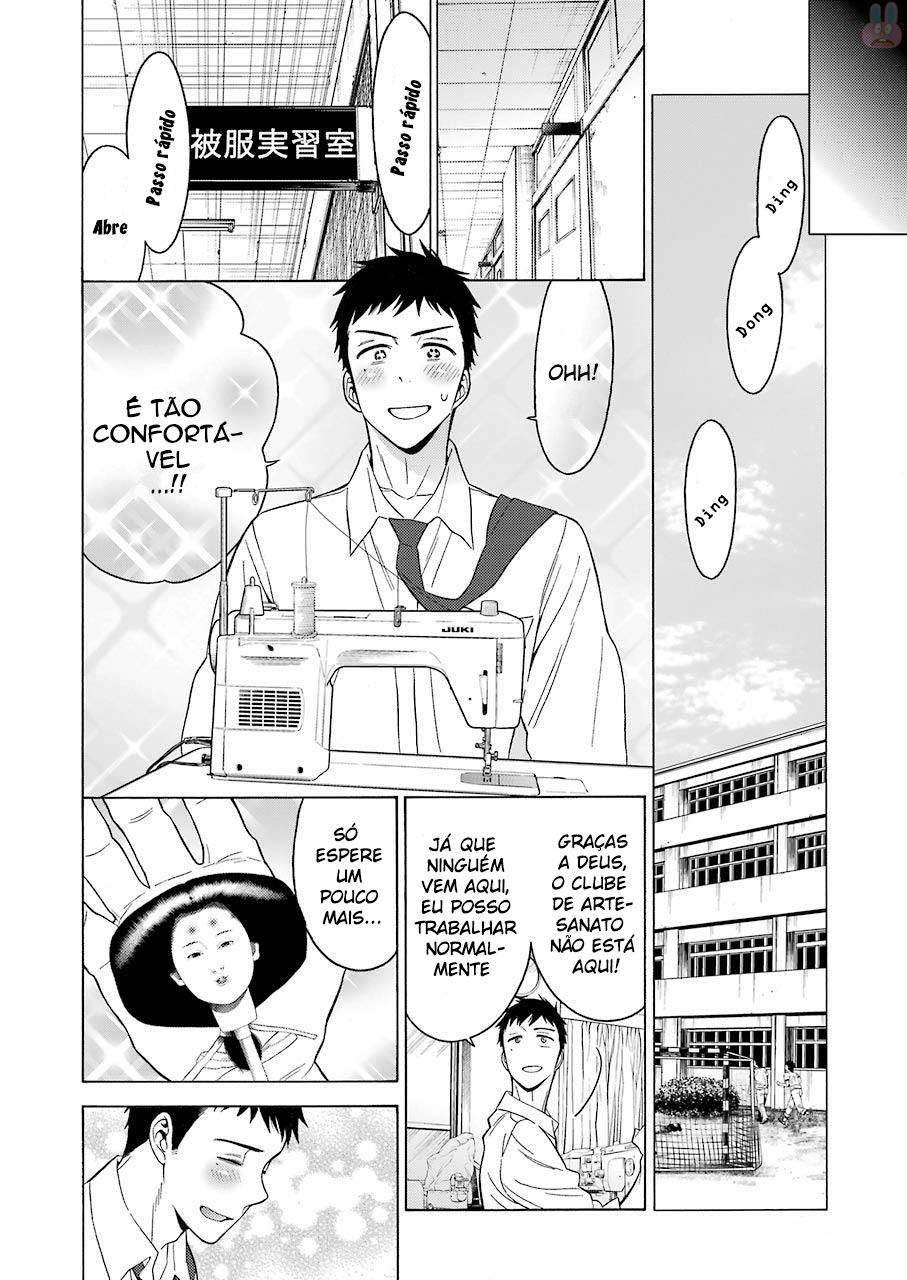 Ding
Dong
Ding
Passo rápido
被服実習室
Passo rápido
Abre
OHH!
É TÃO
CONFORTÁ-
VEL
...!!
JUKI
GRAÇAS
A DEUS,
O CLUBE
DE ARTE-
SANATO
NÃO ESTÁ
AQUI!
JÁ QUE
NINGUÉM
VEM AQUI,
EU POSSO
TRABALHAR
NORMAL-
MENTE
SÓ
ESPERE
UM
POUCO
MAIS...